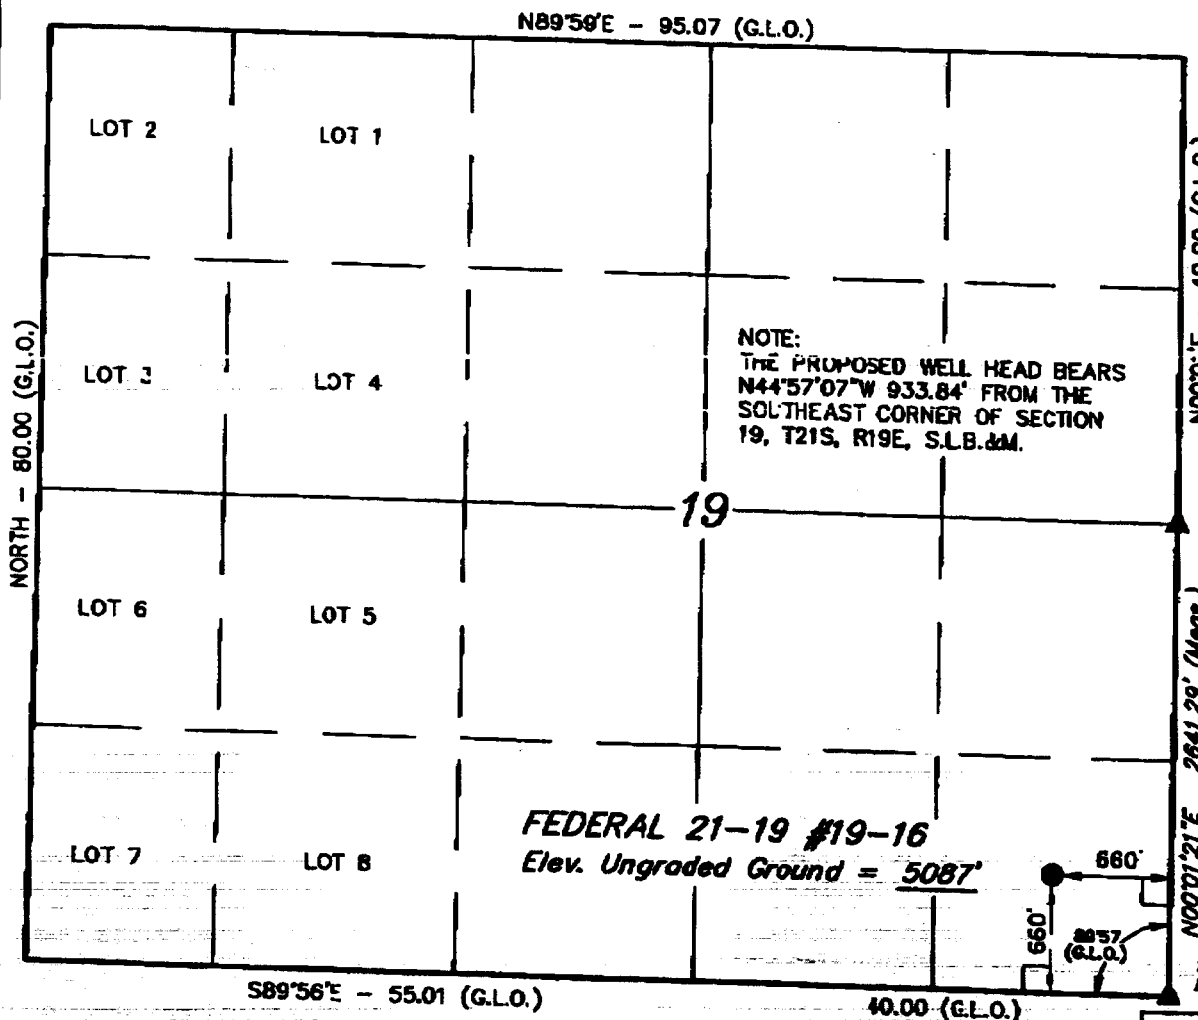 N89°59'E - 95.07 (G.L.O.)
LOT 2
LOT 1
NORTH - 80.00 (G.L.O.)
LOT 3
LOT 4
NOTE:
THE PROPOSED WELL HEAD BEARS
N44°57'07"W 933.84' FROM THE
SOUTHEAST CORNER OF SECTION
19, T21S, R19E, S.L.B.&M.
19
LOT 6
LOT 5
N00°01'21"E 2641.29' (Meas.)
FEDERAL 21-19 #19-16
Elev. Ungraded Ground = 5087'
LOT 7
LOT 8
660'
660'
(G.L.O.)
S89°56'E - 55.01 (G.L.O.)
40.00 (G.L.O.)